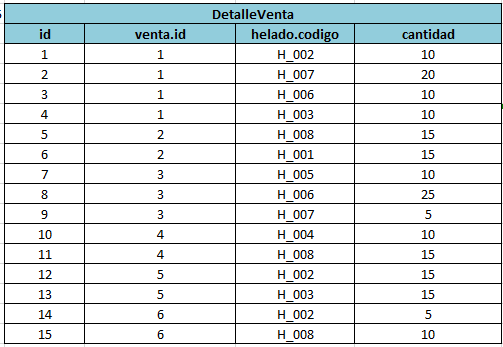 DetalleVenta
id venta.id helado.codigo cantidad
1 1 H_002 10
2 1 H_007 20
3 1 H_006 10
4 1 H_003 10
5 2 H_008 15
6 2 H_001 15
7 3 H_005 10
8 3 H_006 25
9 3 H_007 5
10 4 H_004 10
11 4 H_008 15
12 5 H_002 15
13 5 H_003 15
14 6 H_002 5
15 6 H_008 10